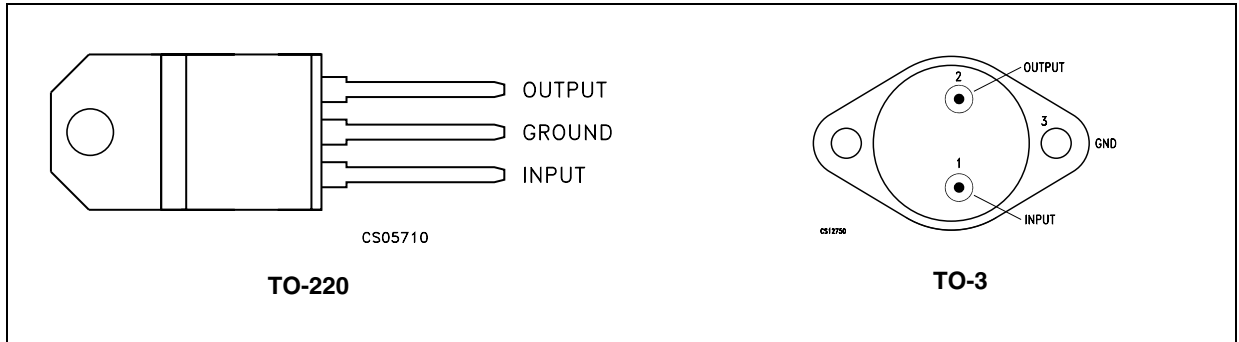 OUTPUT
GROUND
INPUT
CS05710
TO-220
2
OUTPUT
3
GND
1
INPUT
CS12750
TO-3